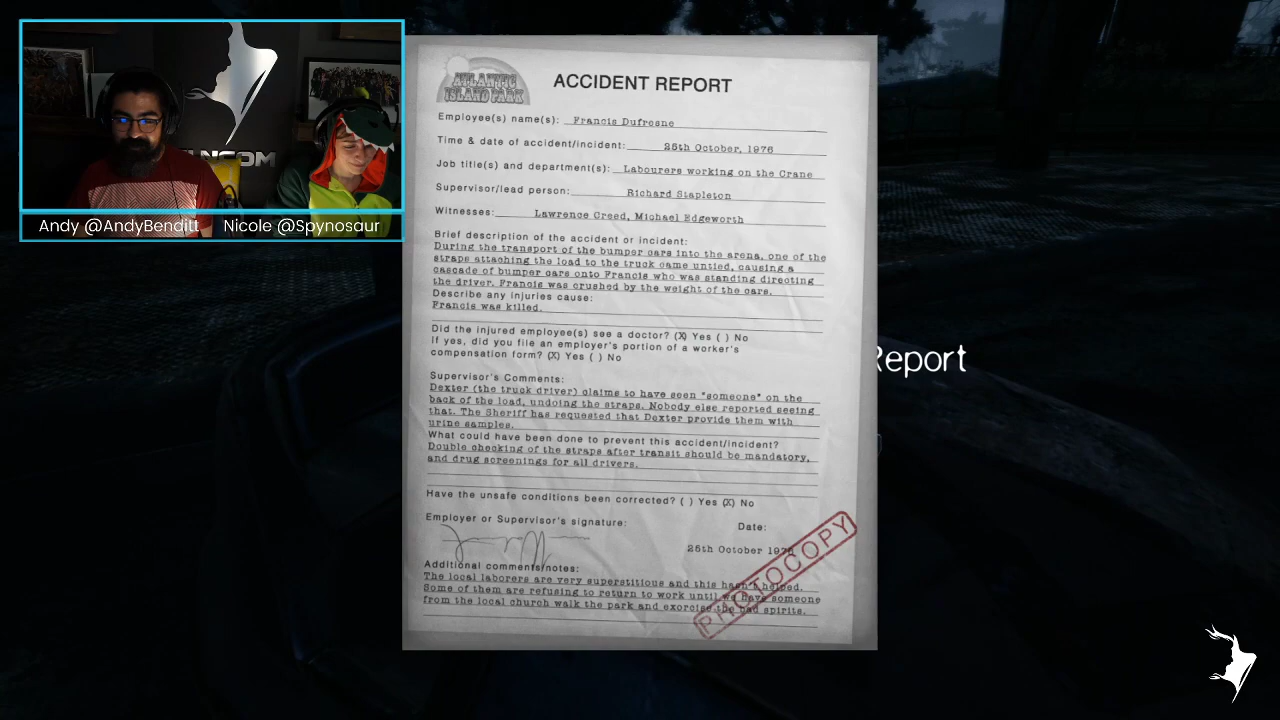 ATLANTIC
ISLAND PARK
ACCIDENT REPORT
Employee(s) name(s): Francis Dufresne
Time & date of accident/incident: 25th October, 1976
Job title(s) and department(s): Labourers working on the Crane
Supervisor/lead person: Richard Stapleton
Witnesses: Lawrence Creed, Michael Edgeworth
Brief description of the accident or incident:
During the transport of the bumper cars into the arena, one of the
straps attaching the load to the truck came untied, causing a
cascade of bumper cars onto Francis who was standing directing
the driver. Francis was crushed by the weight of the cars.
Describe any injuries cause:
Francis was killed.
Did the injured employee(s) see a doctor? (X) Yes ( ) No
If yes, did you file an employer's portion of a worker's
compensation form? (X) Yes ( ) No
Supervisor's Comments:
Dexter (the truck driver) claims to have seen "someone" on the
back of the load, undoing the straps. Nobody else reported seeing
that. The Sheriff has requested that Dexter provide them with
urine samples.
What could have been done to prevent this accident/incident?
Double checking of the straps after transit should be mandatory,
and drug screenings for all drivers.
Have the unsafe conditions been corrected? ( ) Yes (X) No
Employer or Supervisor's signature:
Date:
25th October 1976
Additional comments/notes:
The local laborers are very superstitious and this hasn't helped.
Some of them are refusing to return to work until we have someone
from the local church walk the park and exorcise the bad spirits.
PHOTOCOPY
Report
Andy @AndyBenditt Nicole @Spynosaur